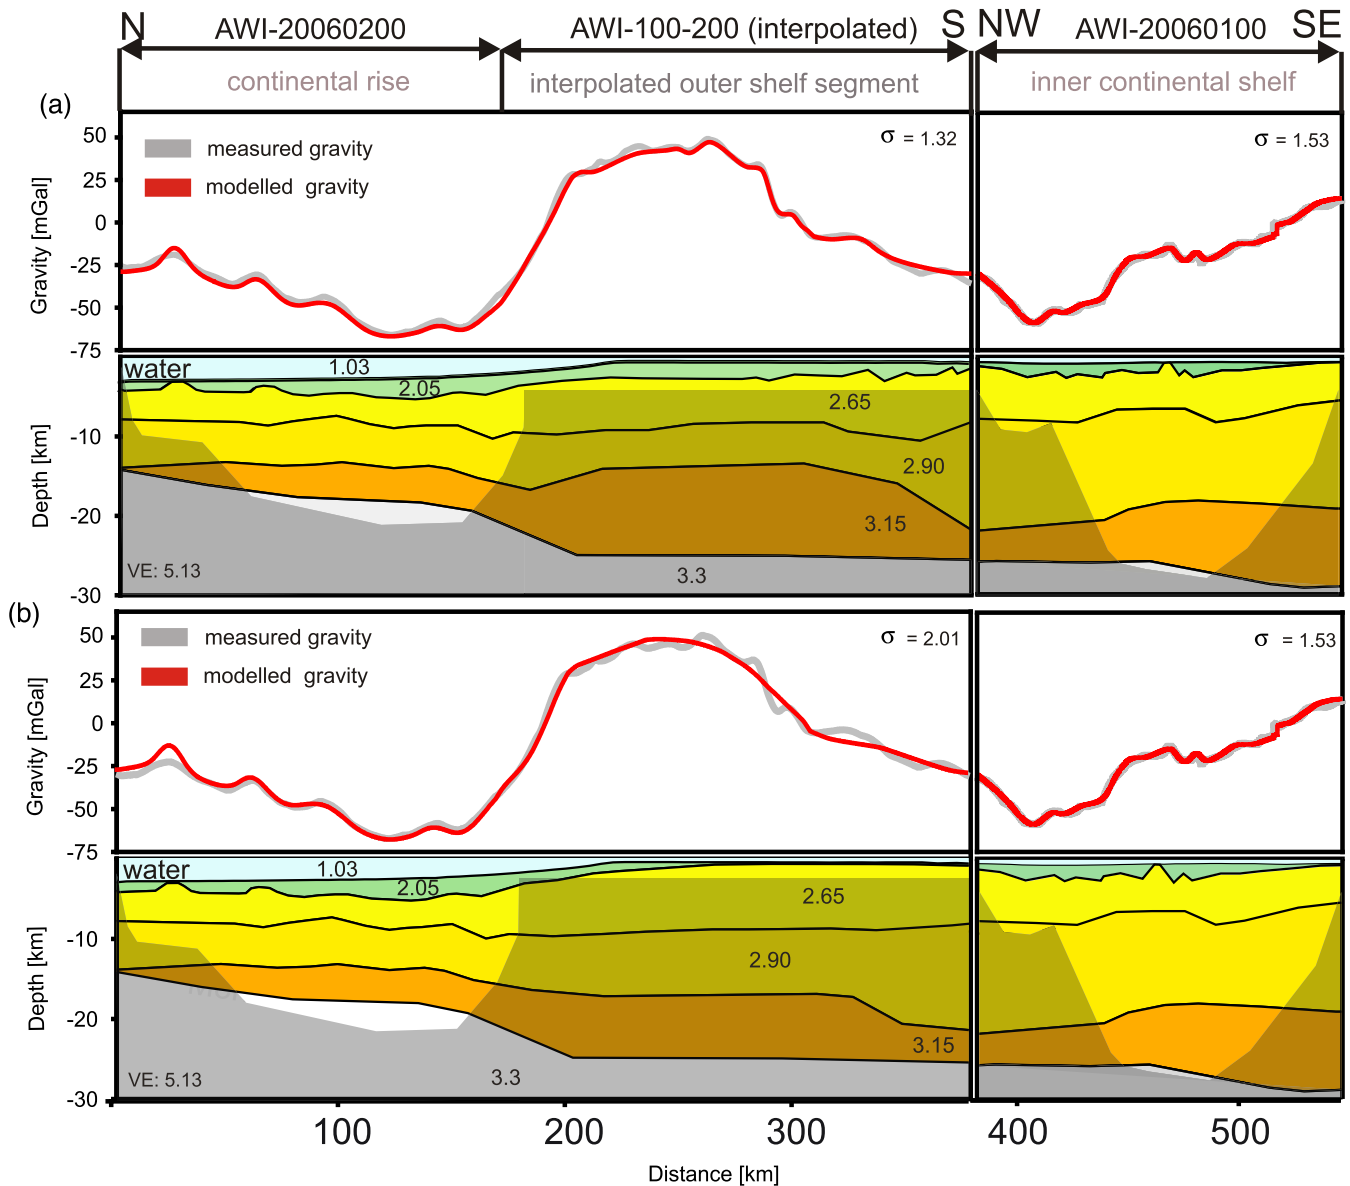 N AWI-20060200 AWI-100-200 (interpolated) S NW AWI-20060100 SE
continental rise interpolated outer shelf segment inner continental shelf
(a)
50 measured gravity σ = 1.32 σ = 1.53
25 modelled gravity
0
-25
-50
-75
Gravity [mGal]
water 1.03
2.05
2.65
-10
2.90
-20 3.15
VE: 5.13 3.3
-30
Depth [km]
(b)
50 measured gravity σ = 2.01 σ = 1.53
25 modelled gravity
0
-25
-50
-75
Gravity [mGal]
water 1.03
2.05 2.65
-10
2.90
-20
3.15
VE: 5.13 3.3
-30
Depth [km]
100 200 300 400 500
Distance [km]